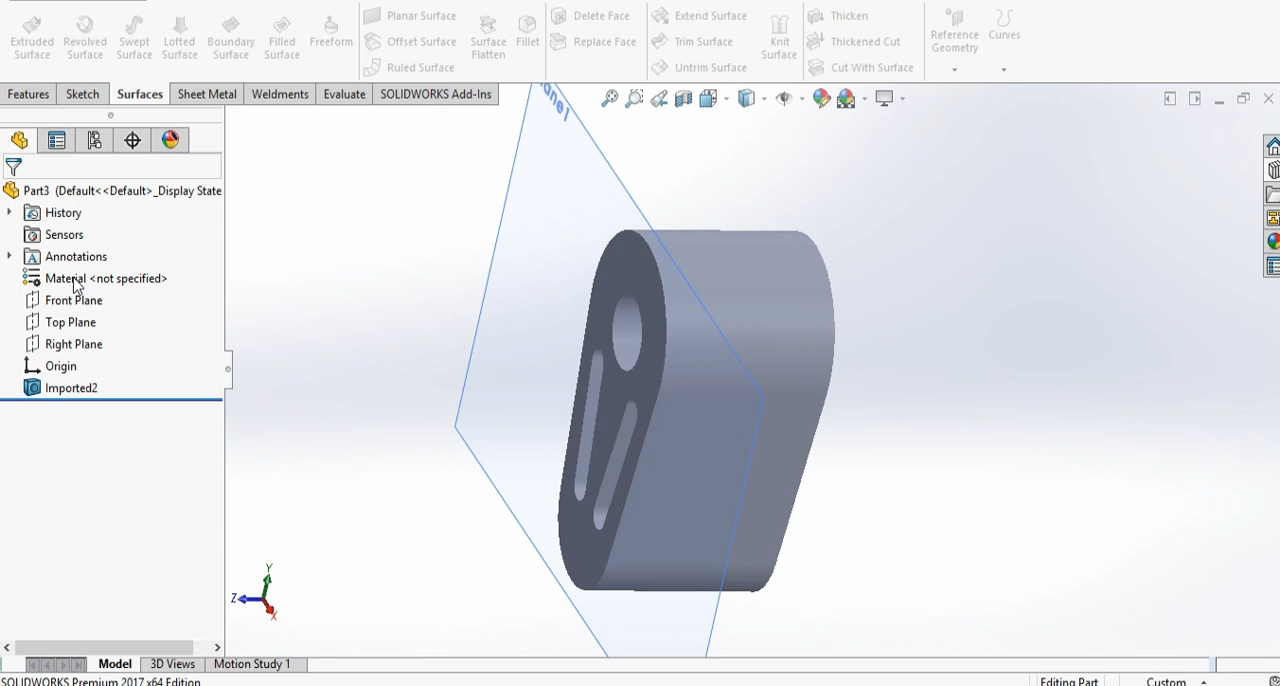 Extruded Surface
Revolved Surface
Swept Surface
Lofted Surface
Boundary Surface
Filled Surface
Freeform
Planar Surface
Offset Surface
Ruled Surface
Surface Flatten
Fillet
Delete Face
Replace Face
Extend Surface
Trim Surface
Untrim Surface
Knit Surface
Thicken
Thickened Cut
Cut With Surface
Reference Geometry
Curves
Features Sketch Surfaces Sheet Metal Weldments Evaluate SOLIDWORKS Add-Ins
Part3 (Default<<Default>_Display State
History
Sensors
Annotations
Material <not specified>
Front Plane
Top Plane
Right Plane
Origin
Imported2
ane1
Y
Z
X
Model 3D Views Motion Study 1
SOLIDWORKS Premium 2017 x64 Edition
Editing Part
Custom